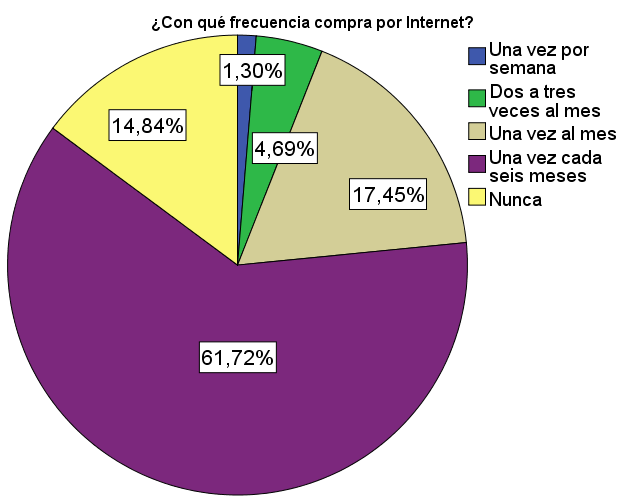 ¿Con qué frecuencia compra por Internet?
Una vez por
semana
Dos a tres
veces al mes
Una vez al mes
Una vez cada
seis meses
Nunca
1,30%
4,69%
14,84%
17,45%
61,72%